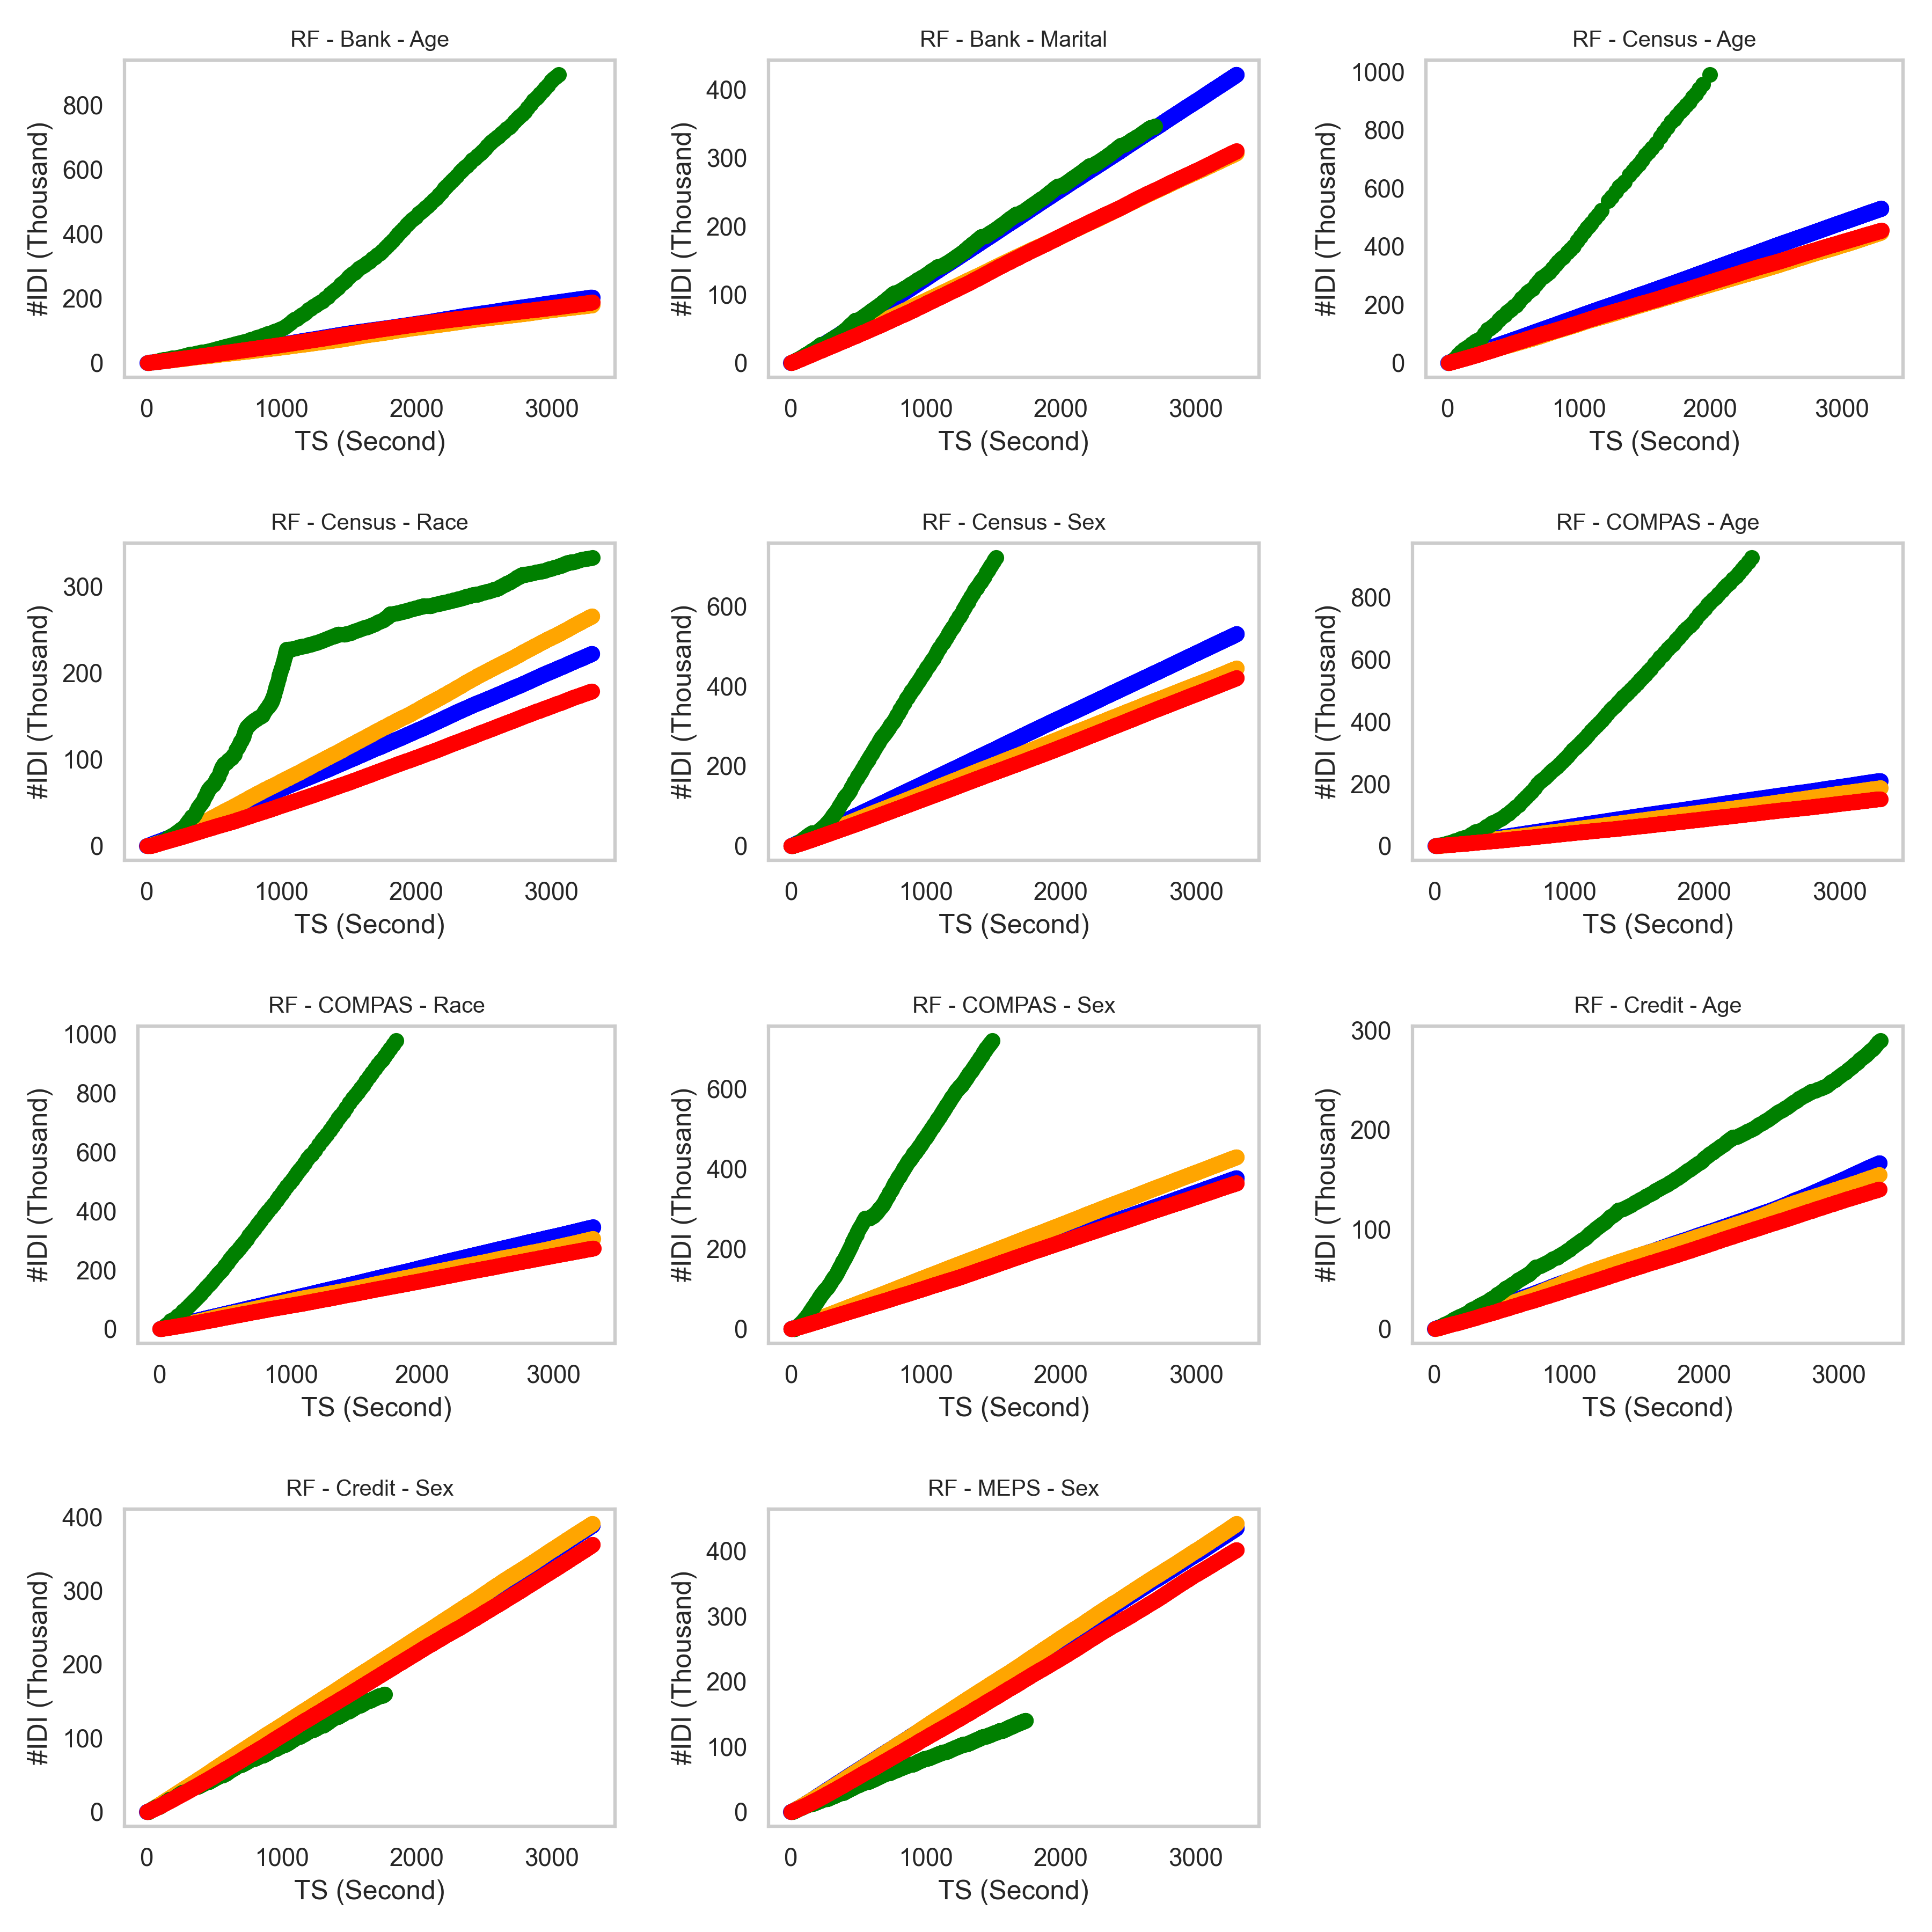 RF - Bank - Age
800
600
400
200
0
#IDI (Thousand)
0 1000 2000 3000
TS (Second)
RF - Bank - Marital
400
300
200
100
0
#IDI (Thousand)
0 1000 2000 3000
TS (Second)
RF - Census - Age
1000
800
600
400
200
0
#IDI (Thousand)
0 1000 2000 3000
TS (Second)
RF - Census - Race
300
200
100
0
#IDI (Thousand)
0 1000 2000 3000
TS (Second)
RF - Census - Sex
600
400
200
0
#IDI (Thousand)
0 1000 2000 3000
TS (Second)
RF - COMPAS - Age
800
600
400
200
0
#IDI (Thousand)
0 1000 2000 3000
TS (Second)
RF - COMPAS - Race
1000
800
600
400
200
0
#IDI (Thousand)
0 1000 2000 3000
TS (Second)
RF - COMPAS - Sex
600
400
200
0
#IDI (Thousand)
0 1000 2000 3000
TS (Second)
RF - Credit - Age
300
200
100
0
#IDI (Thousand)
0 1000 2000 3000
TS (Second)
RF - Credit - Sex
400
300
200
100
0
#IDI (Thousand)
0 1000 2000 3000
TS (Second)
RF - MEPS - Sex
400
300
200
100
0
#IDI (Thousand)
0 1000 2000 3000
TS (Second)